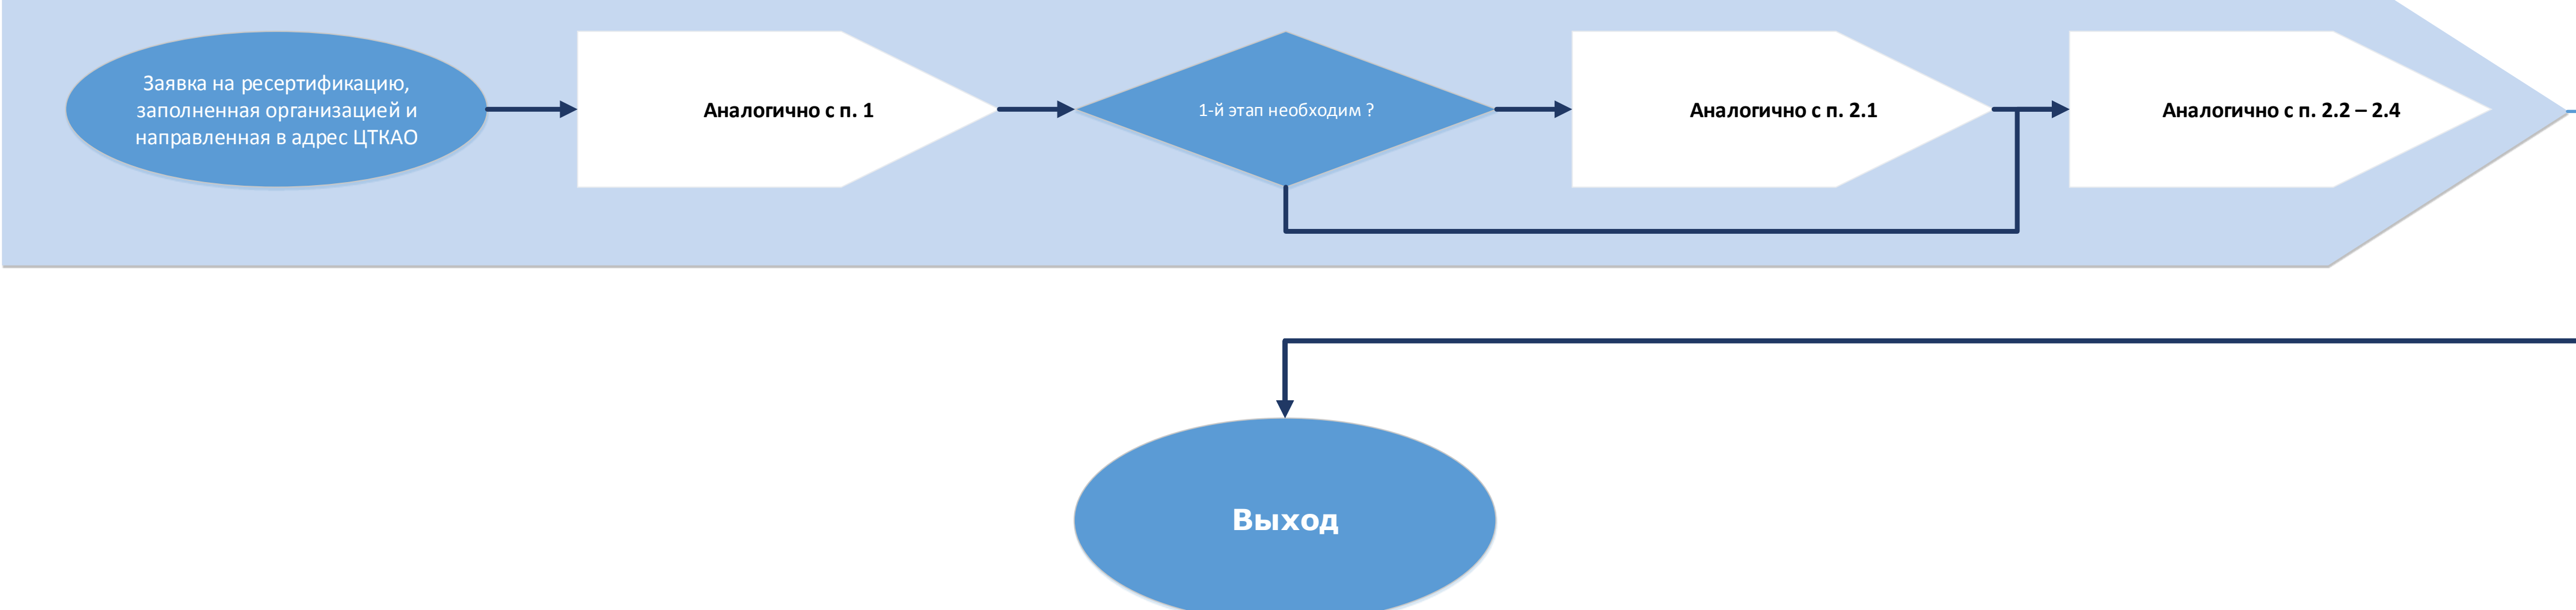 Заявка на ресертификацию,
заполненная организацией и
направленная в адрес ЦТКАО
Аналогично с п. 1
1-й этап необходим ?
Аналогично с п. 2.1
Аналогично с п. 2.2 – 2.4
Выход